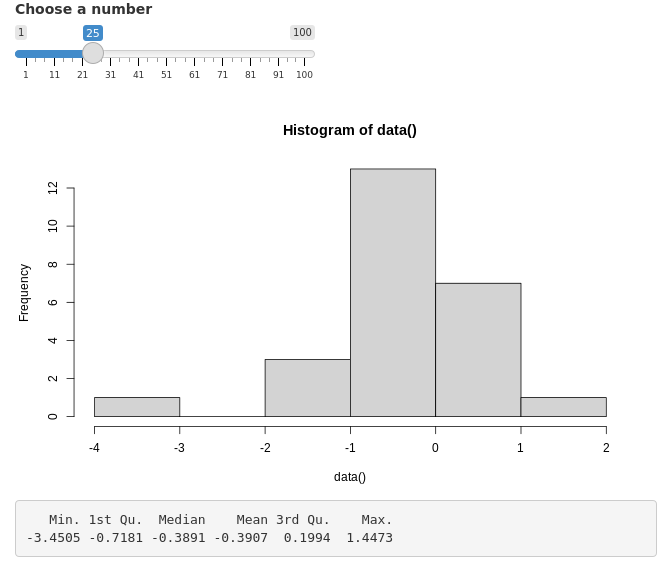 Choose a number
1 25 100
1 11 21 31 41 51 61 71 81 91 100
Histogram of data()
Frequency
12
10
8
6
4
2
0
-4 -3 -2 -1 0 1 2
data()
Min. 1st Qu. Median Mean 3rd Qu. Max.
-3.4505 -0.7181 -0.3891 -0.3907 0.1994 1.4473